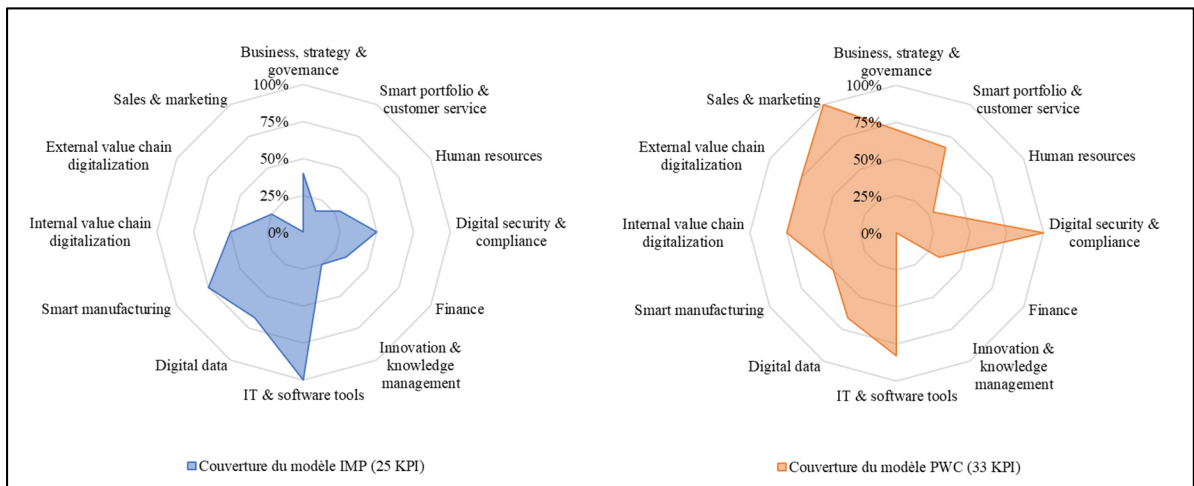 Business, strategy &
governance
100%
Smart portfolio &
customer service
Sales & marketing
75%
External value chain
digitalization
Human resources
50%
25%
Internal value chain
digitalization
0%
Digital security &
compliance
Smart manufacturing
Finance
Digital data
Innovation &
knowledge
management
IT & software tools
Couverture du modèle IMP (25 KPI)
Business, strategy &
governance
100%
Smart portfolio &
customer service
Sales & marketing
75%
External value chain
digitalization
Human resources
50%
25%
Internal value chain
digitalization
0%
Digital security &
compliance
Smart manufacturing
Finance
Digital data
Innovation &
knowledge
management
IT & software tools
Couverture du modèle PWC (33 KPI)